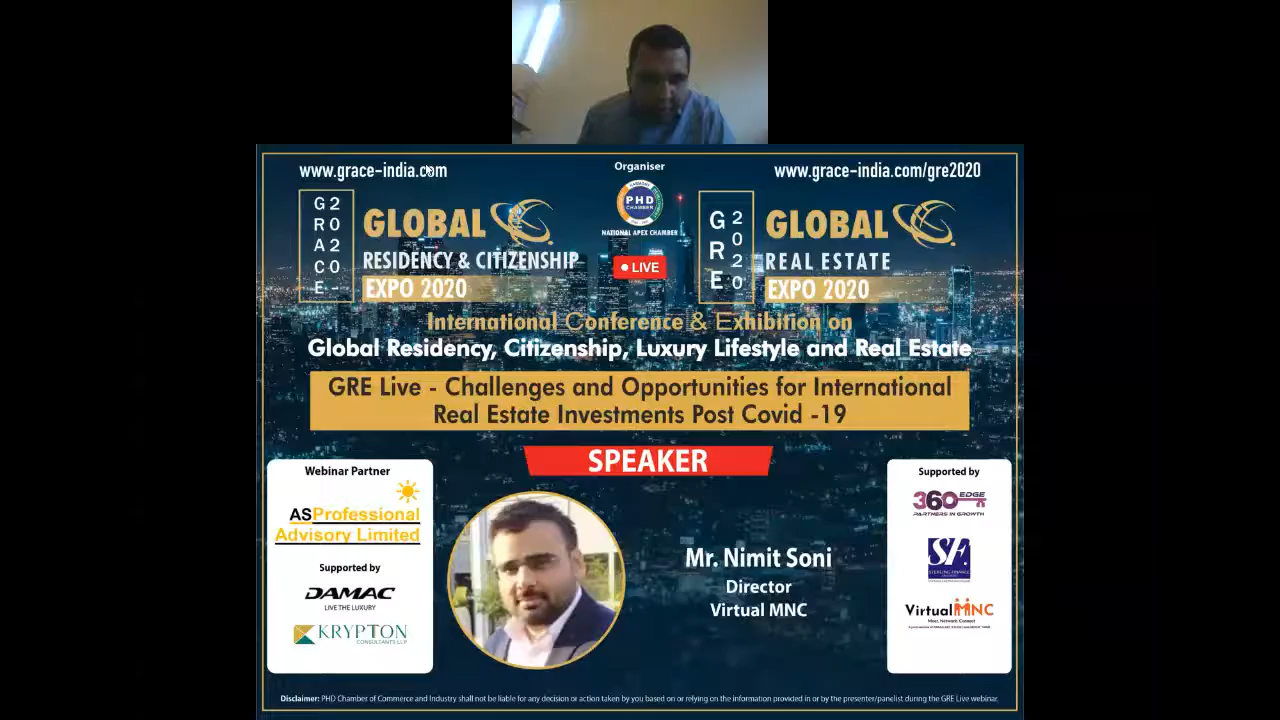 www.grace-india.com
Organiser
www.grace-india.com/gre2020
PHD
CHAMBER
NATIONAL APEX CHAMBER
GRACE-
2020
GLOBAL
RESIDENCY & CITIZENSHIP
EXPO 2020
LIVE
GRE
2020
GLOBAL
REAL ESTATE
EXPO 2020
International Conference & Exhibition on
Global Residency, Citizenship, Luxury Lifestyle and Real Estate
GRE Live - Challenges and Opportunities for International
Real Estate Investments Post Covid -19
SPEAKER
Webinar Partner
ASProfessional
Advisory Limited
Supported by
DAMAC
LIVE THE LUXURY
KRYPTON
CONSULTANTS LLP
Mr. Nimit Soni
Director
Virtual MNC
Supported by
360 EDGE
PARTNERS IN GROWTH
VirtualMNC
Meet, Network, Connect
Disclaimer: PHD Chamber of Commerce and Industry shall not be liable for any decision or action taken by you based on or relying on the information provided in or by the presenter/panelist during the GRE Live webinar.